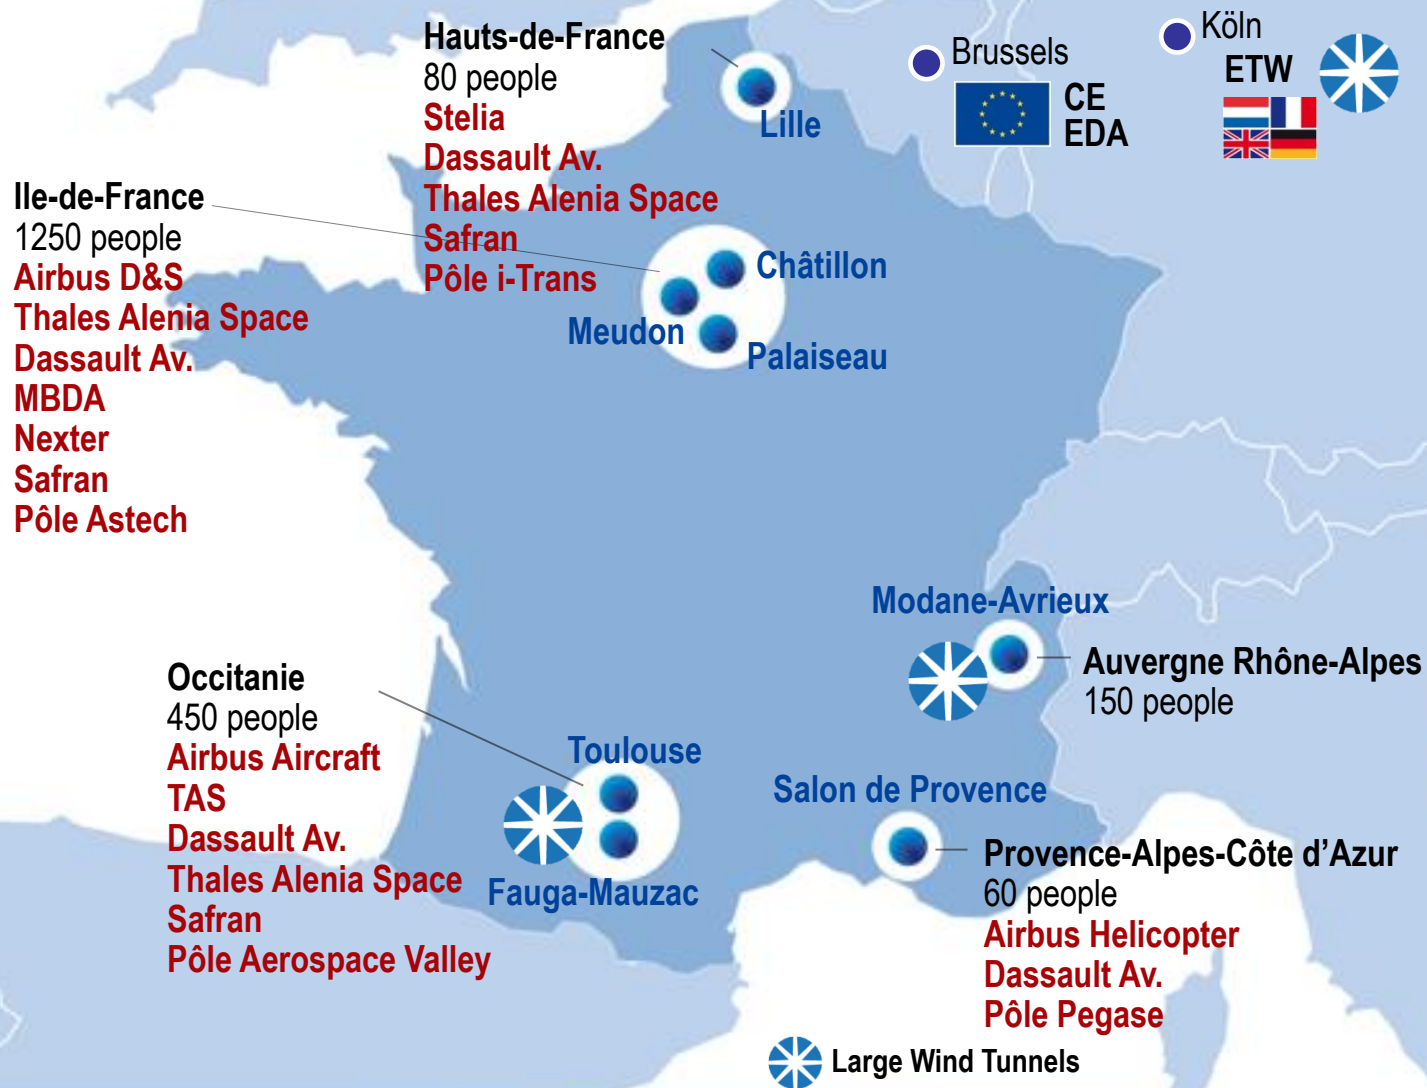 Hauts-de-France
80 people
Stelia
Dassault Av.
Thales Alenia Space
Safran
Pôle i-Trans
Lille
Brussels
CE
EDA
Köln
ETW
Ile-de-France
1250 people
Airbus D&S
Thales Alenia Space
Dassault Av.
MBDA
Nexter
Safran
Pôle Astech
Châtillon
Meudon
Palaiseau
Modane-Avrieux
Auvergne Rhône-Alpes
150 people
Occitanie
450 people
Airbus Aircraft
TAS
Dassault Av.
Thales Alenia Space
Safran
Pôle Aerospace Valley
Toulouse
Fauga-Mauzac
Salon de Provence
Provence-Alpes-Côte d’Azur
60 people
Airbus Helicopter
Dassault Av.
Pôle Pegase
Large Wind Tunnels